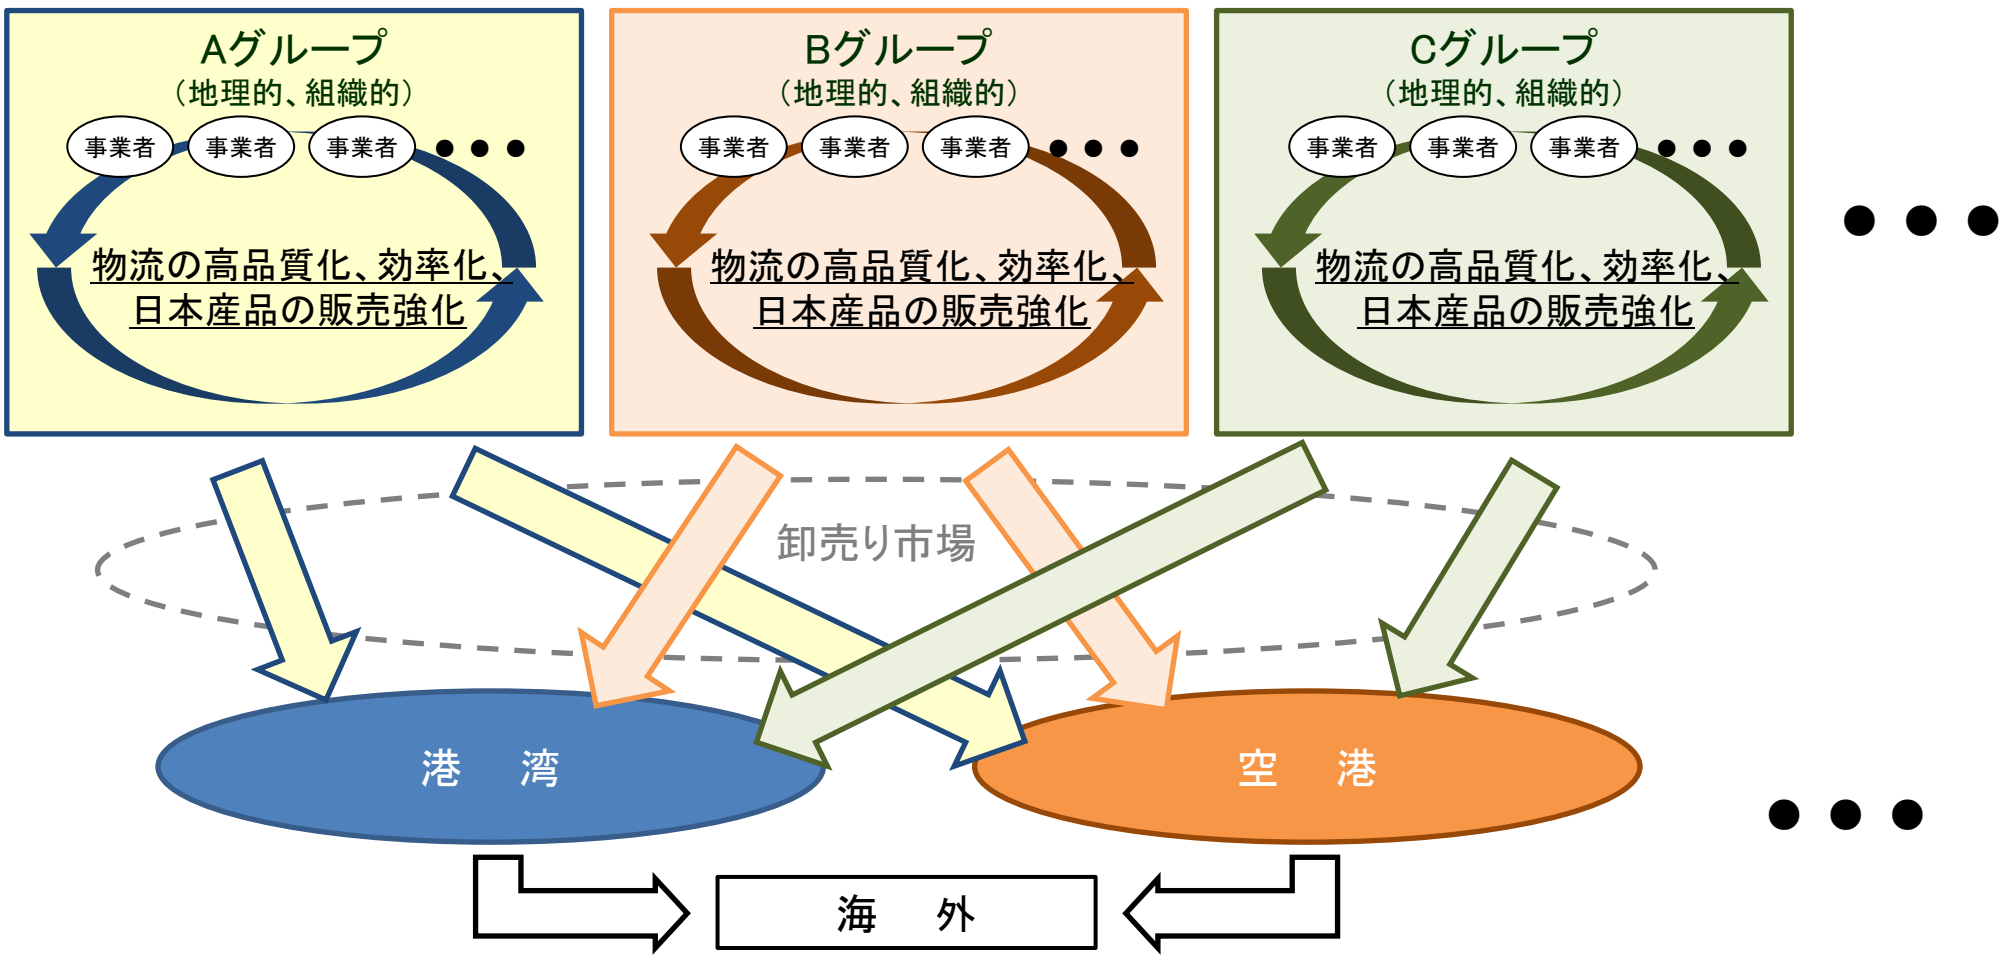 Aグループ
（地理的、組織的）
事業者 事業者 事業者 ●●●
物流の高品質化、効率化、
日本産品の販売強化
Bグループ
（地理的、組織的）
事業者 事業者 事業者 ●●●
物流の高品質化、効率化、
日本産品の販売強化
Cグループ
（地理的、組織的）
事業者 事業者 事業者 ●●●
物流の高品質化、効率化、
日本産品の販売強化
●●●
卸売り市場
港　湾
空　港
●●●
海　外